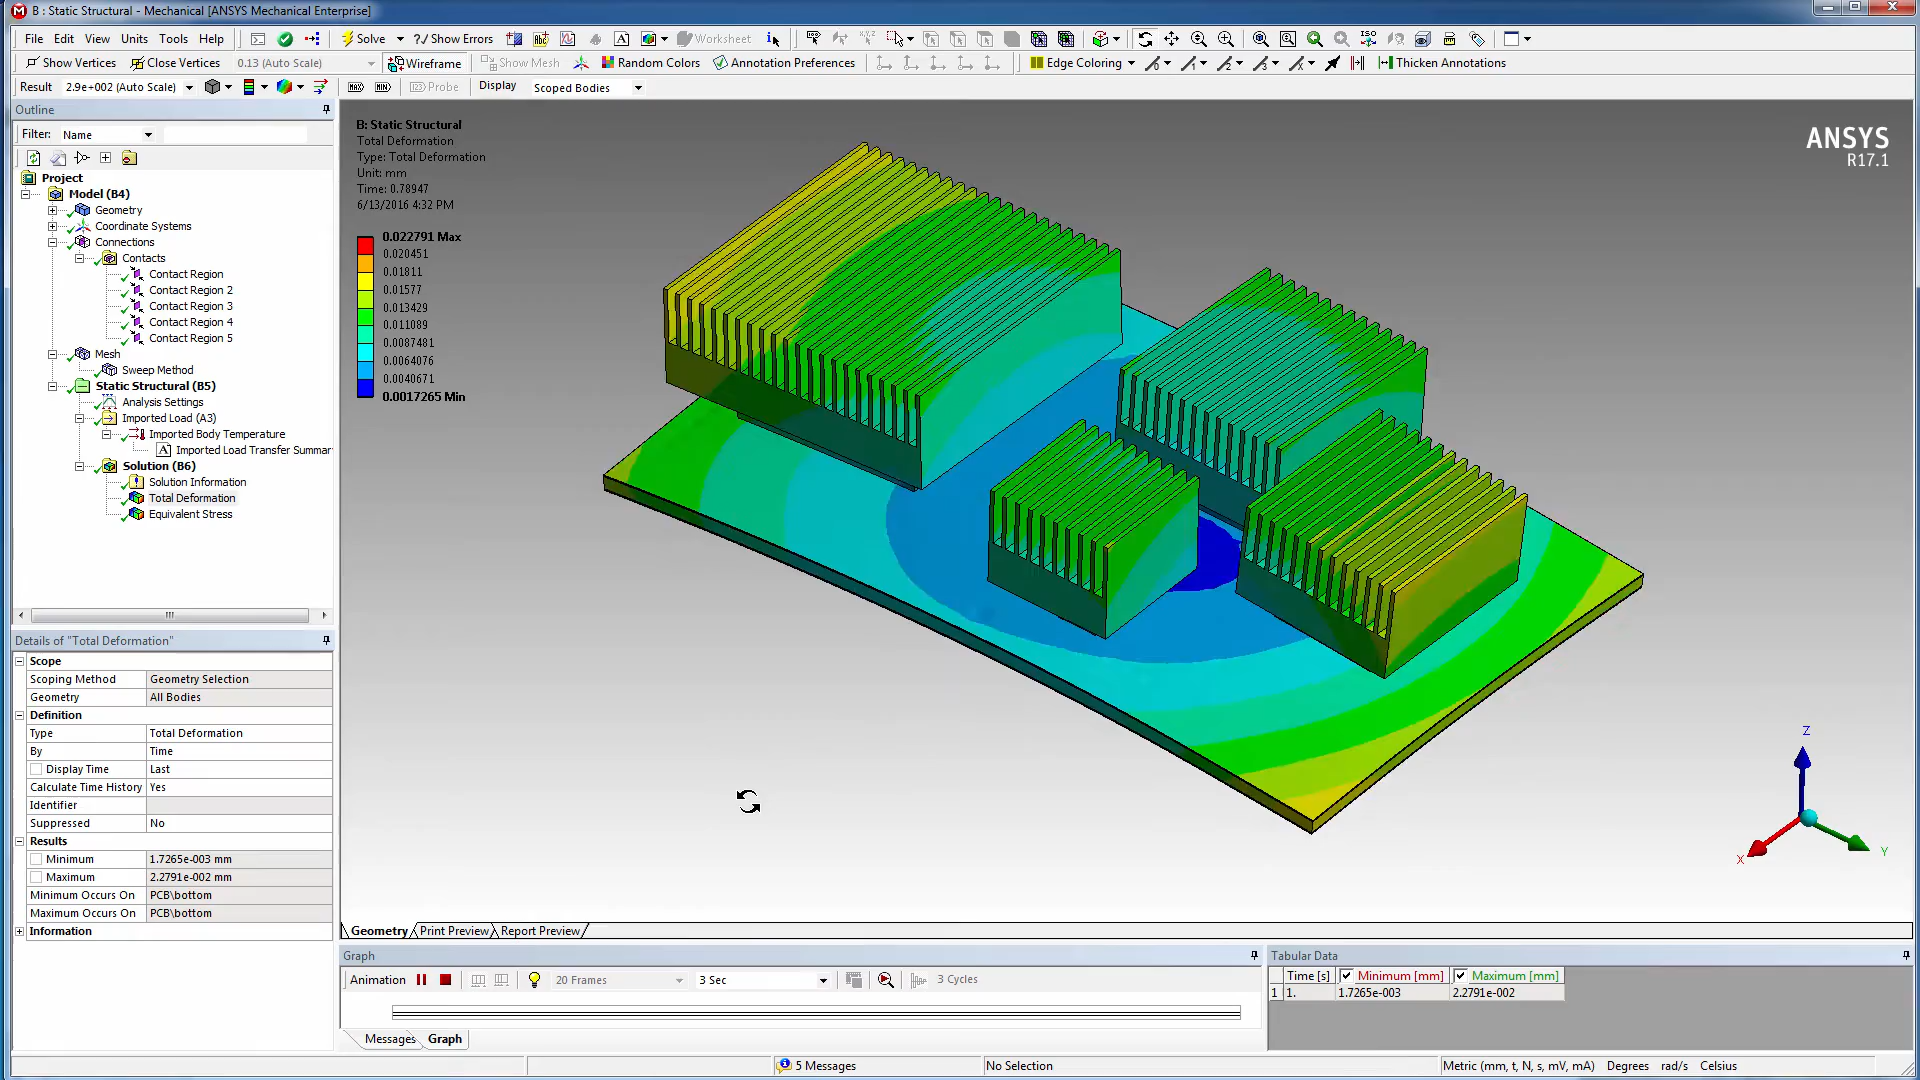 B : Static Structural - Mechanical [ANSYS Mechanical Enterprise]
File Edit View Units Tools Help Solve ?/ Show Errors Worksheet
Show Vertices Close Vertices 0.13 (Auto Scale) Wireframe Show Mesh Random Colors Annotation Preferences Edge Coloring Thicken Annotations
Result 2.9e+002 (Auto Scale) MAX MIN Probe Display Scoped Bodies
Outline
Filter: Name
Project
Model (B4)
Geometry
Coordinate Systems
Connections
Contacts
Contact Region
Contact Region 2
Contact Region 3
Contact Region 4
Contact Region 5
Mesh
Sweep Method
Static Structural (B5)
Analysis Settings
Imported Load (A3)
Imported Body Temperature
Imported Load Transfer Summar
Solution (B6)
Solution Information
Total Deformation
Equivalent Stress
Details of "Total Deformation"
Scope
Scoping Method Geometry Selection
Geometry All Bodies
Definition
Type Total Deformation
By Time
Display Time Last
Calculate Time History Yes
Identifier
Suppressed No
Results
Minimum 1.7265e-003 mm
Maximum 2.2791e-002 mm
Minimum Occurs On PCB\bottom
Maximum Occurs On PCB\bottom
Information
B: Static Structural
Total Deformation
Type: Total Deformation
Unit: mm
Time: 0.78947
6/13/2016 4:32 PM
0.022791 Max
0.020451
0.01811
0.01577
0.013429
0.011089
0.0087481
0.0064076
0.0040671
0.0017265 Min
ANSYS
R17.1
Z
X
Y
Geometry Print Preview Report Preview
Graph
Animation 20 Frames 3 Sec 3 Cycles
Messages Graph
Tabular Data
Time [s] Minimum [mm] Maximum [mm]
1 1. 1.7265e-003 2.2791e-002
5 Messages No Selection Metric (mm, t, N, s, mV, mA) Degrees rad/s Celsius